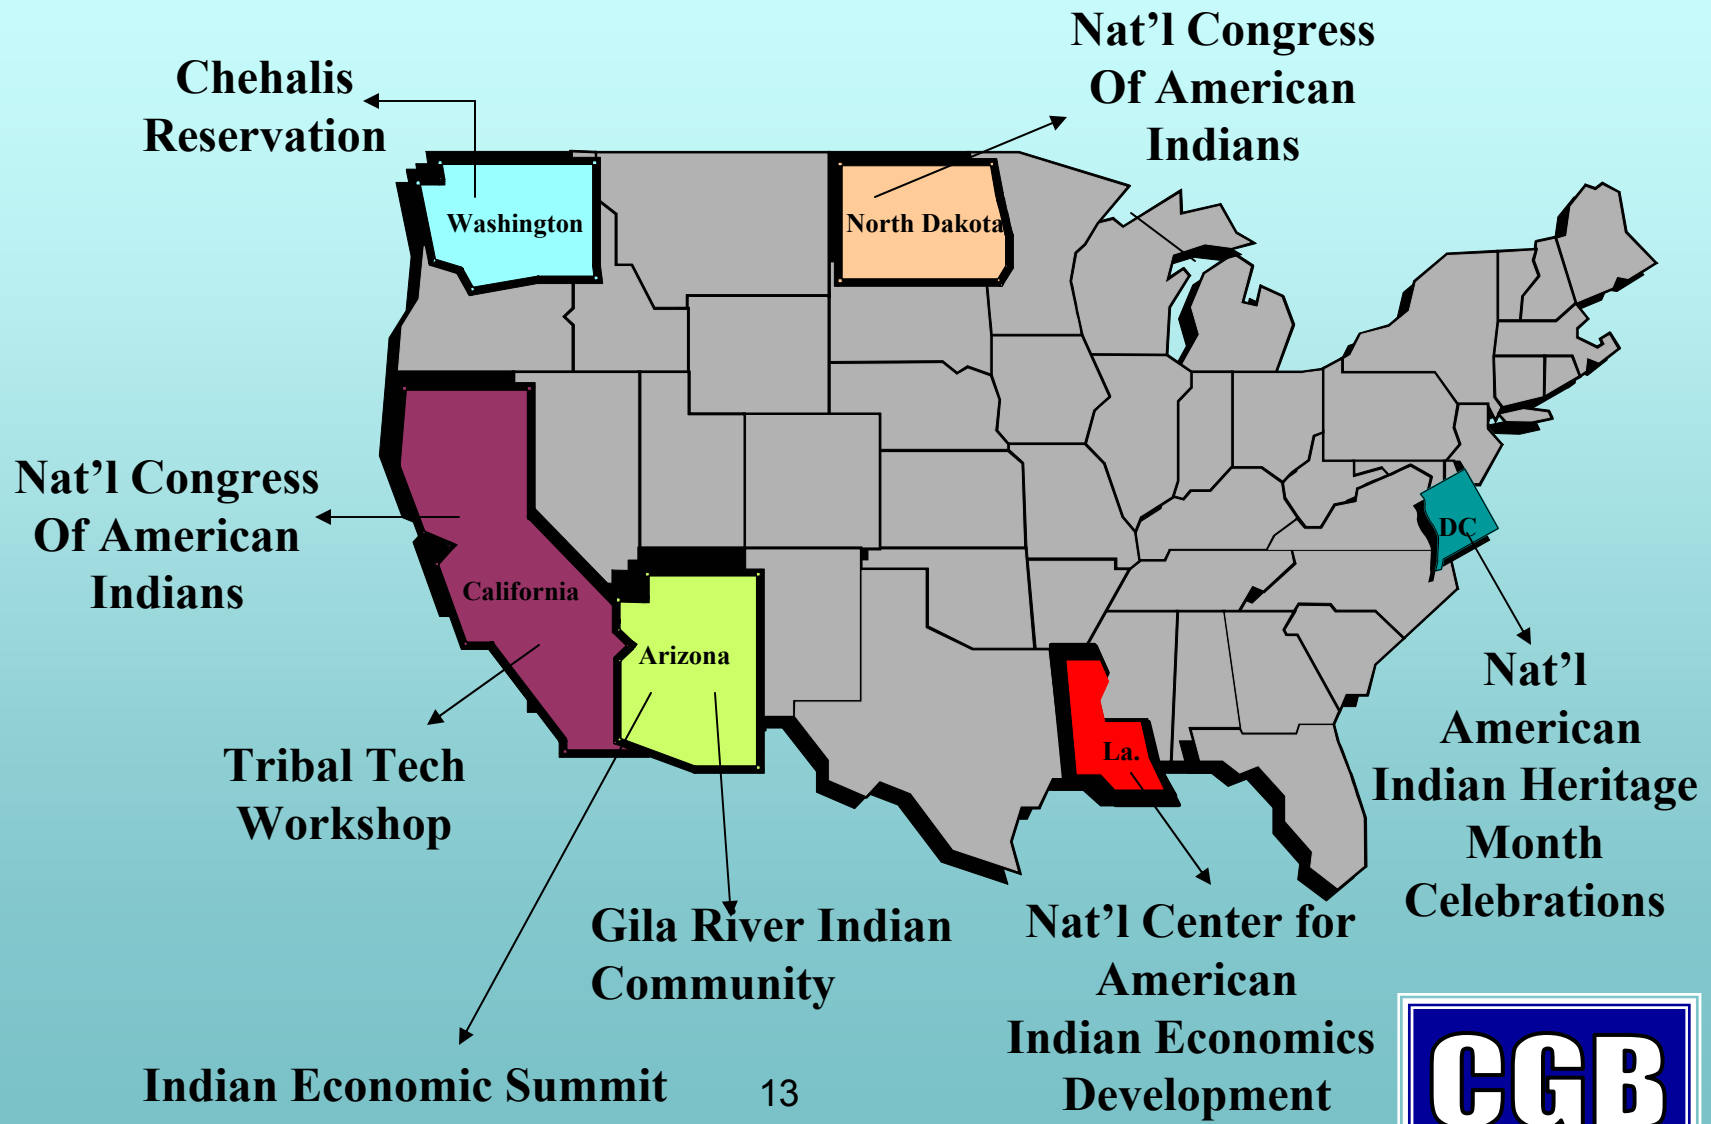 Nat’l Congress
Of American
Indians
Chehalis
Reservation
Washington
North Dakota
Nat’l Congress
Of American
Indians
California
Arizona
DC
La.
Tribal Tech
Workshop
Nat’l
American
Indian Heritage
Month
Celebrations
Gila River Indian
Community
Nat’l Center for
American
Indian Economics
Development
Indian Economic Summit
13
CGB